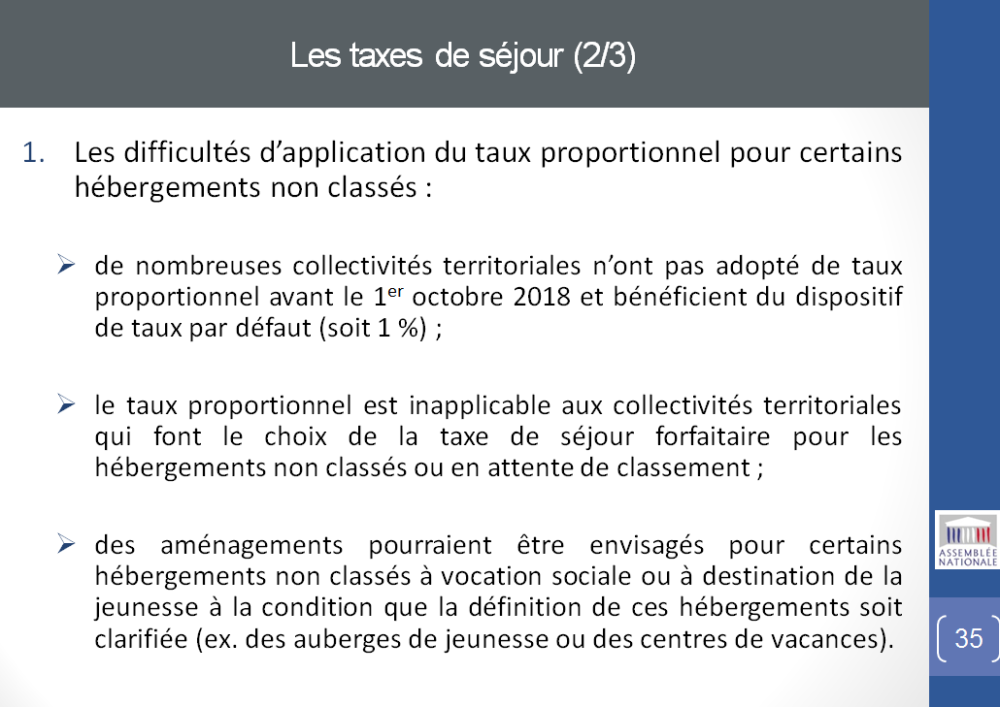 Les taxes de séjour (2/3)
1. Les difficultés d’application du taux proportionnel pour certains
hébergements non classés :
de nombreuses collectivités territoriales n’ont pas adopté de taux
proportionnel avant le 1er octobre 2018 et bénéficient du dispositif
de taux par défaut (soit 1 %) ;
le taux proportionnel est inapplicable aux collectivités territoriales
qui font le choix de la taxe de séjour forfaitaire pour les
hébergements non classés ou en attente de classement ;
des aménagements pourraient être envisagés pour certains
hébergements non classés à vocation sociale ou à destination de la
jeunesse à la condition que la définition de ces hébergements soit
clarifiée (ex. des auberges de jeunesse ou des centres de vacances).
ASSEMBLÉE
NATIONALE
35